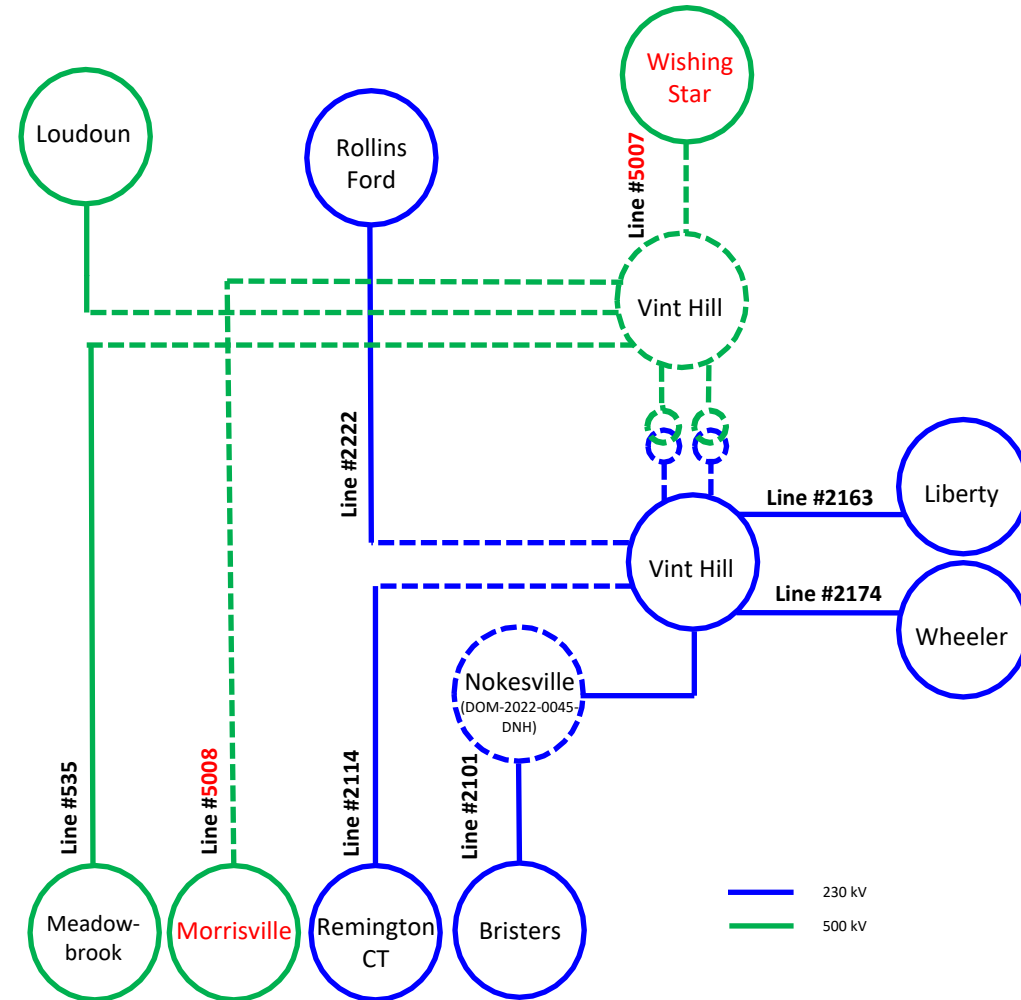 Wishing
Star
Loudoun
Rollins
Ford
Line #5007
Vint Hill
Line #2222
Line #2163
Liberty
Vint Hill
Line #2174
Wheeler
Nokesville
(DOM-2022-0045-
DNH)
Line #535
Line #5008
Line #2114
Line #2101
Meadow-
brook
Morrisville
Remington
CT
Bristers
230 kV
500 kV